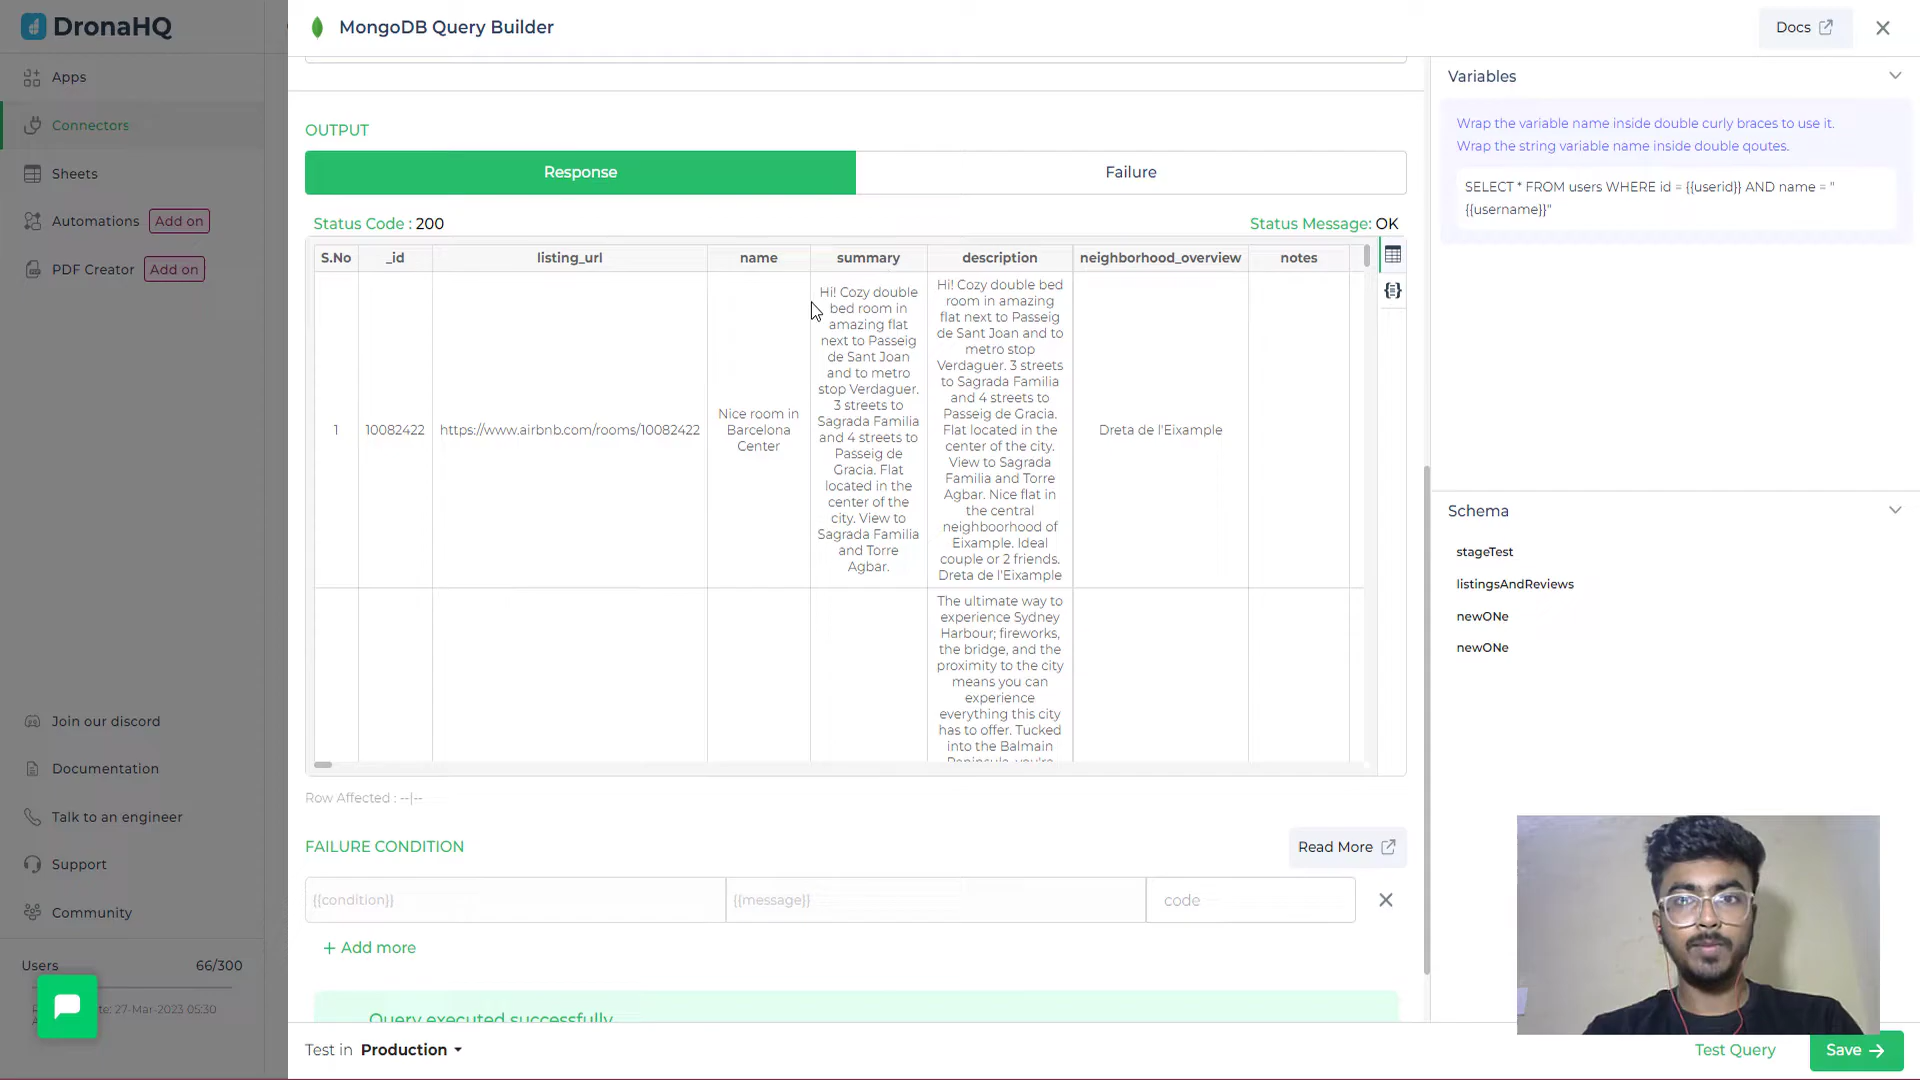 DronaHQ
Apps
Connectors
Sheets
Automations Add on
PDF Creator Add on
Join our discord
Documentation
Talk to an engineer
Support
Community
Users 66/300
te: 27-Mar-2023 05:30
MongoDB Query Builder
Docs
OUTPUT
Response Failure
Status Code : 200 Status Message: OK
S.No _id listing_url name summary description neighborhood_overview notes
1
10082422
https://www.airbnb.com/rooms/10082422
Nice room in
Barcelona
Center
Hi! Cozy double
bed room in
amazing flat
next to Passeig
de Sant Joan
and to metro
stop Verdaguer.
3 streets to
Sagrada Familia
and 4 streets to
Passeig de
Gracia. Flat
located in the
center of the
city. View to
Sagrada Familia
and Torre
Agbar.
Hi! Cozy double bed
room in amazing
flat next to Passeig
de Sant Joan and to
metro stop
Verdaguer. 3 streets
to Sagrada Familia
and 4 streets to
Passeig de Gracia.
Flat located in the
center of the city.
View to Sagrada
Familia and Torre
Agbar. Nice flat in
the central
neighboorhood of
Eixample. Ideal
couple or 2 friends.
Dreta de l'Eixample
Dreta de l'Eixample
The ultimate way to
experience Sydney
Harbour; fireworks,
the bridge, and the
proximity to the city
means you can
experience
everything this city
has to offer. Tucked
into the Balmain
Peninsula, you're
Row Affected : --|--
FAILURE CONDITION
Read More
{{condition}} {{message}} code
+ Add more
Query executed successfully
Test in Production
Test Query
Save
Variables
Wrap the variable name inside double curly braces to use it.
Wrap the string variable name inside double qoutes.
SELECT * FROM users WHERE id = {{userid}} AND name = "
{{username}}"
Schema
stageTest
listingsAndReviews
newONe
newONe